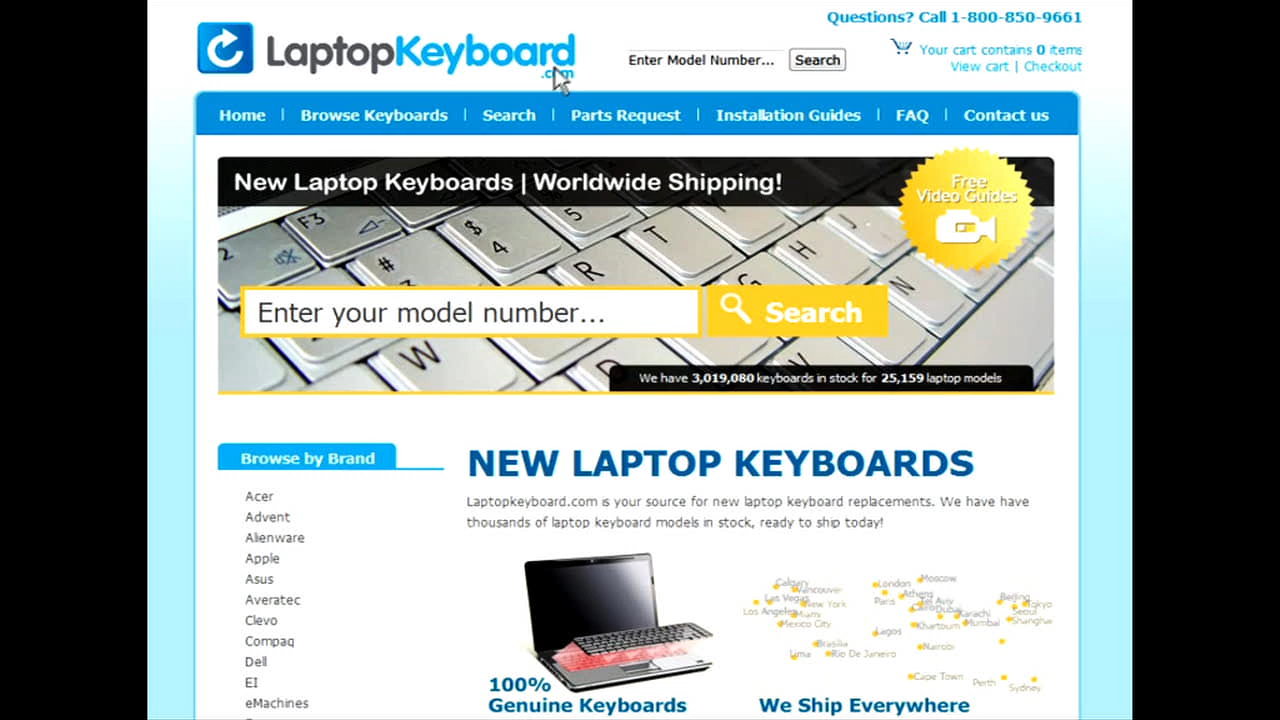 Questions? Call 1-800-850-9661
LaptopKeyboard
Enter Model Number...
Search
Your cart contains 0 items
View cart | Checkout
Home | Browse Keyboards | Search | Parts Request | Installation Guides | FAQ | Contact us
New Laptop Keyboards | Worldwide Shipping!
Free
Video Guides
F3
2
$
4
5
#
T
R
H
G
N
W
D
V
Enter your model number...
Search
We have 3,019,080 keyboards in stock for 25,159 laptop models
Browse by Brand
Acer
Advent
Alienware
Apple
Asus
Averatec
Clevo
Compaq
Dell
EI
eMachines
NEW LAPTOP KEYBOARDS
Laptopkeyboard.com is your source for new laptop keyboard replacements. We have have
thousands of laptop keyboard models in stock, ready to ship today!
Calgary
Vancouver
Las Vegas
New York
Los Angeles
Miami
Mexico City
Brasilia
Lima
Rio De Janeiro
London
Moscow
Paris
Athens
Tel Aviv
Cairo
Dubai
Karachi
Khartoum
Mumbai
Lagos
Nairobi
Cape Town
Perth
Sydney
Tokyo
Seoul
Shanghai
100%
Genuine Keyboards
We Ship Everywhere